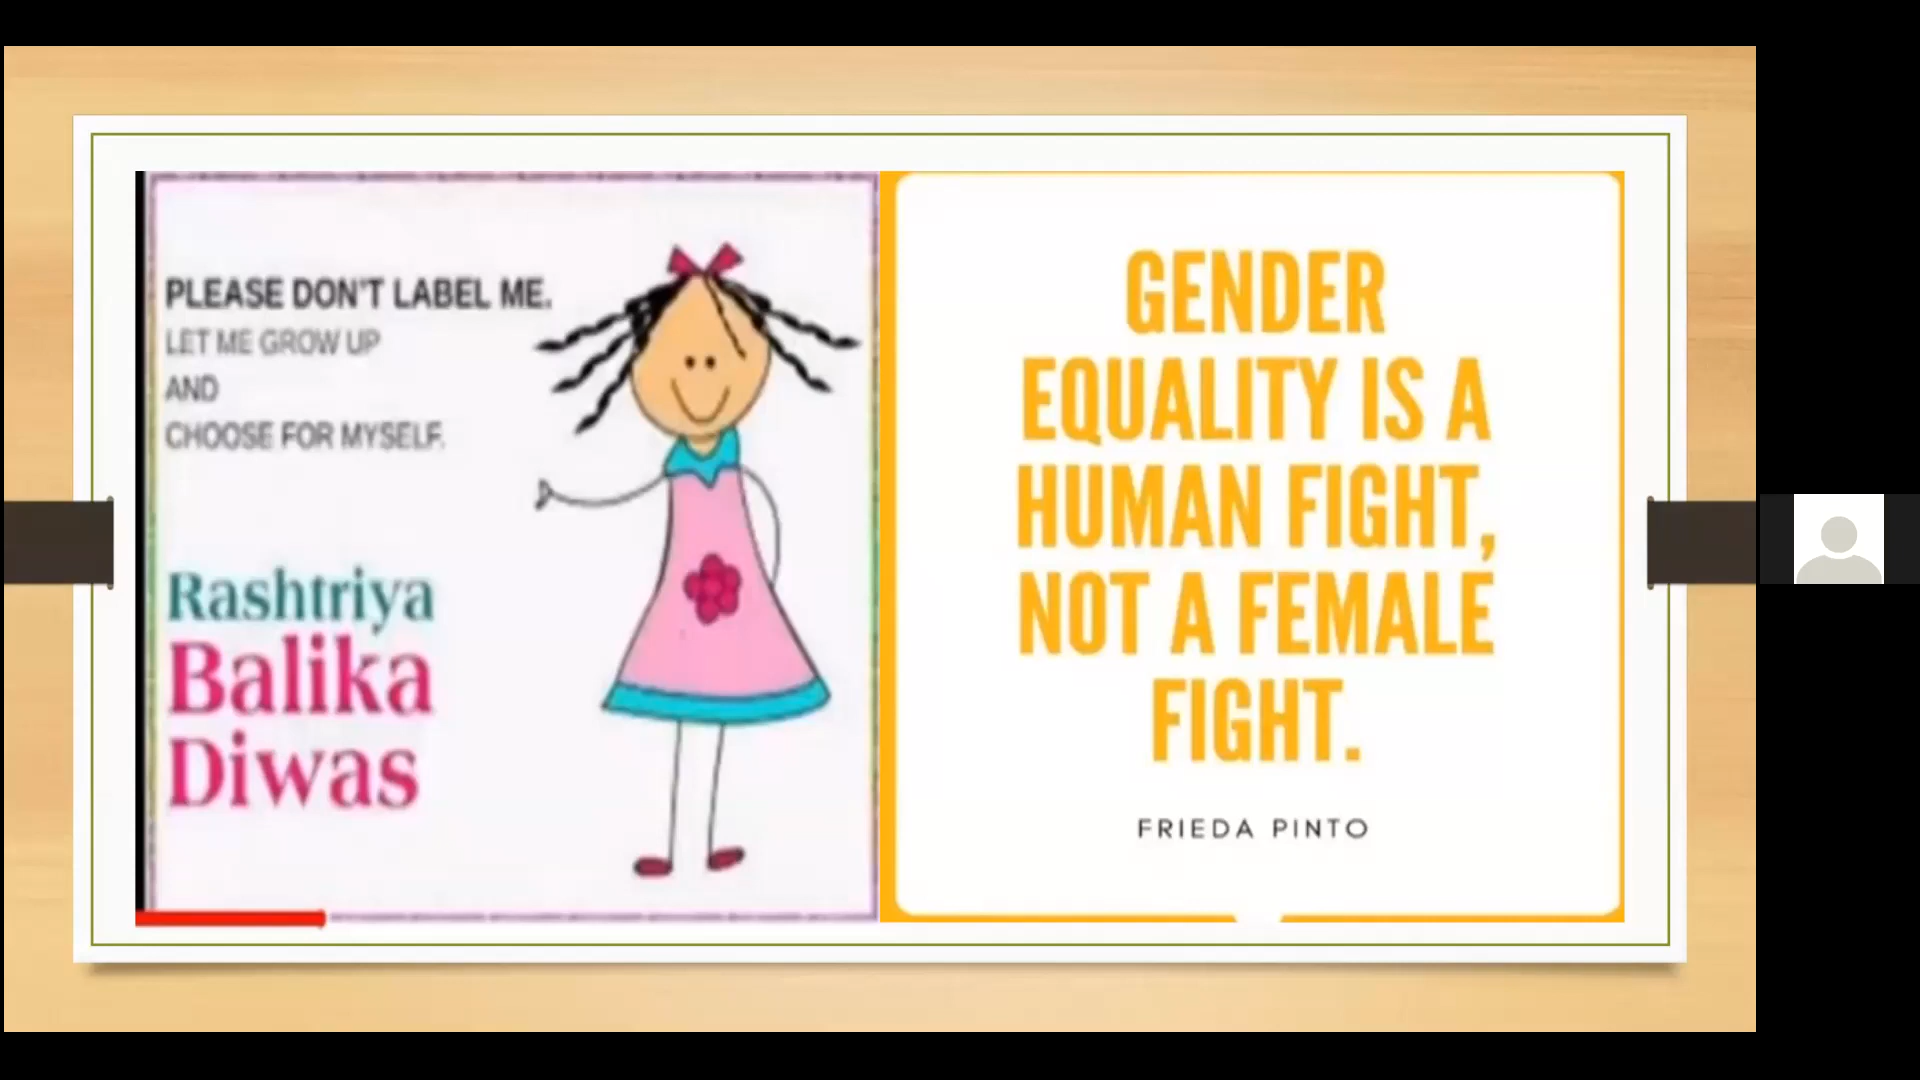 PLEASE DON'T LABEL ME.
LET ME GROW UP
AND
CHOOSE FOR MYSELF.
Rashtriya
Balika
Diwas
GENDER
EQUALITY IS A
HUMAN FIGHT,
NOT A FEMALE
FIGHT.
FRIEDA PINTO